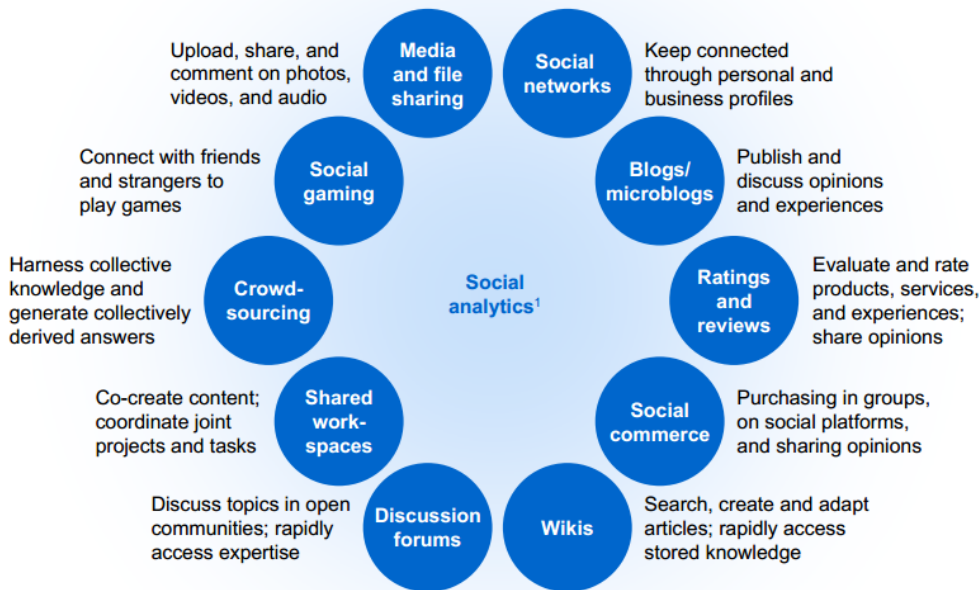 Upload, share, and
comment on photos,
videos, and audio
Media
and file
sharing
Social
networks
Keep connected
through personal and
business profiles
Connect with friends
and strangers to
play games
Social
gaming
Blogs/
microblogs
Publish and
discuss opinions
and experiences
Harness collective
knowledge and
generate collectively
derived answers
Crowd-
sourcing
Social
analytics¹
Ratings
and
reviews
Evaluate and rate
products, services,
and experiences;
share opinions
Co-create content;
coordinate joint
projects and tasks
Shared
work-
spaces
Social
commerce
Purchasing in groups,
on social platforms,
and sharing opinions
Discuss topics in open
communities; rapidly
access expertise
Discussion
forums
Wikis
Search, create and adapt
articles; rapidly access
stored knowledge